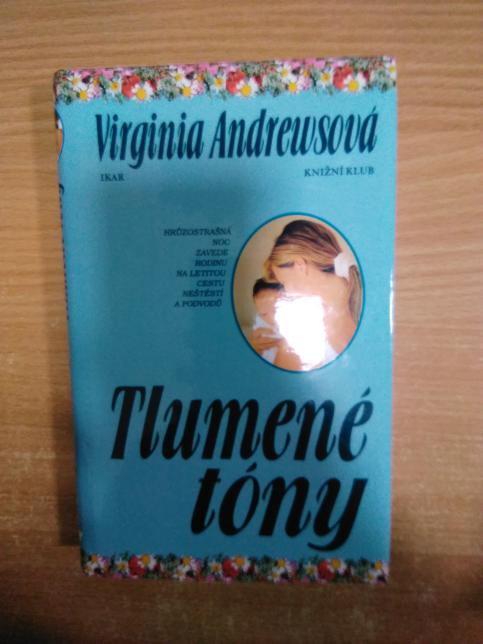 Virginia Andrewsová
IKAR KNIŽNÍ KLUB
HRŮZOSTRAŠNÁ
NOC
ZAVEDE
RODINU
NA LETITOU
CESTU
NEŠTĚSTÍ
A PODVODŮ
Tlumené
tóny